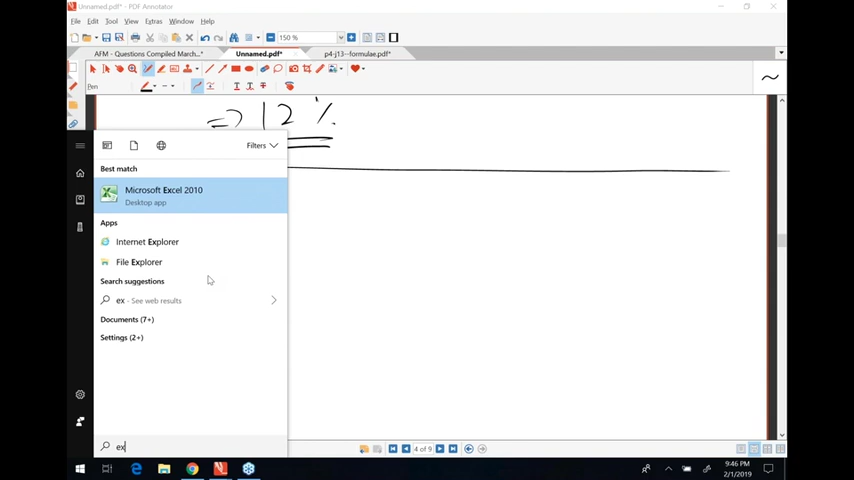 Unnamed.pdf* - PDF Annotator
File Edit Tool View Extras Window Help
150 %
AFM - Questions Compiled March...* Unnamed.pdf* p4-j13--formulae.pdf*
Pen
=> 12 %
Filters
Best match
Microsoft Excel 2010
Desktop app
Apps
Internet Explorer
File Explorer
Search suggestions
ex - See web results
Documents (7+)
Settings (2+)
ex
4 of 9
9:46 PM
2/1/2019